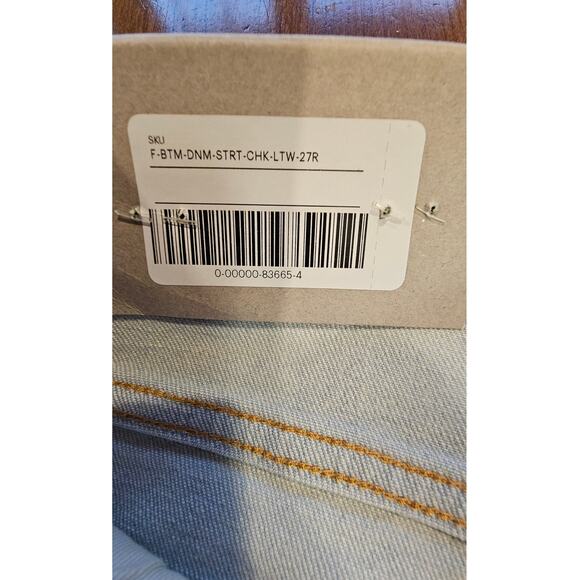 SKU
F-BTM-DNM-STRT-CHK-LTW-27R
0-00000-83665-4